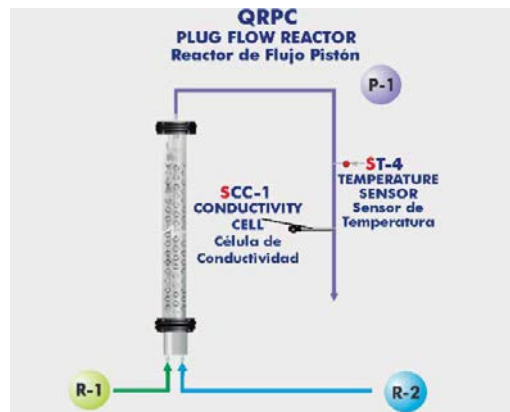 QRPC
PLUG FLOW REACTOR
Reactor de Flujo Pistón
P-1
ST-4
TEMPERATURE
SENSOR
Sensor de
Temperatura
SCC-1
CONDUCTIVITY
CELL
Célula de
Conductividad
R-1
R-2